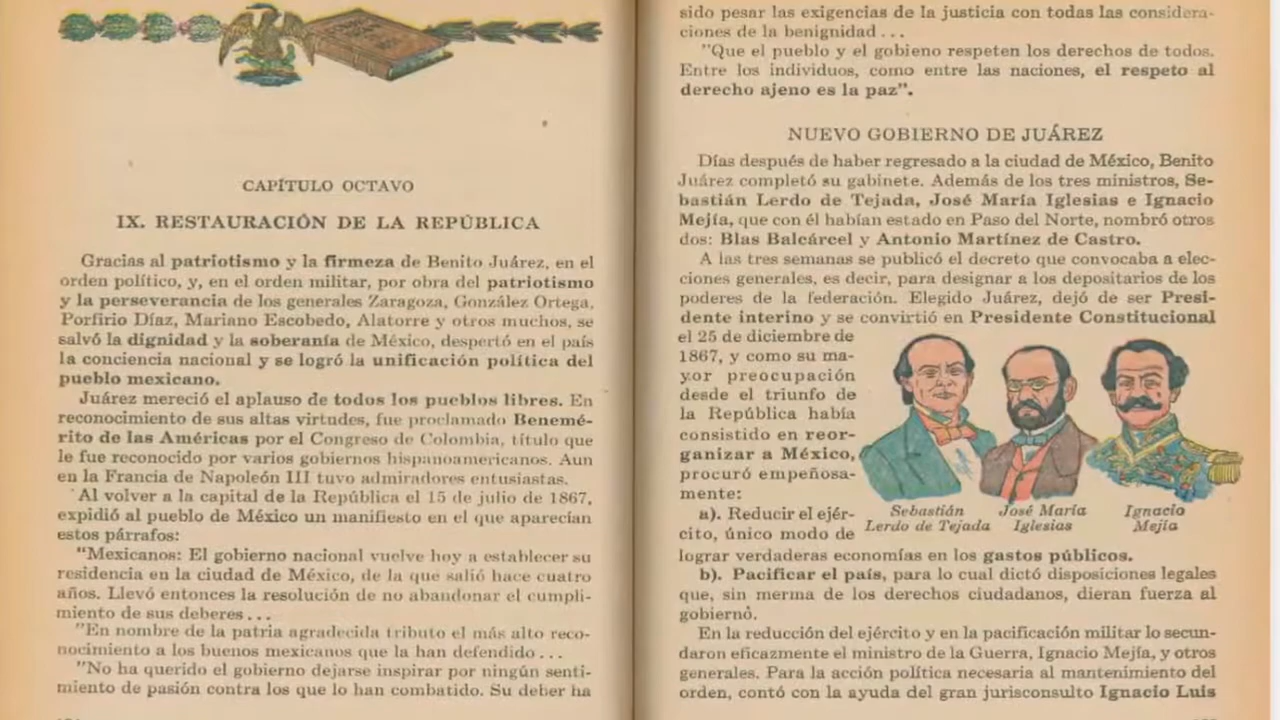 CAPÍTULO OCTAVO
IX. RESTAURACIÓN DE LA REPÚBLICA
Gracias al patriotismo y la firmeza de Benito Juárez, en el
orden político, y, en el orden militar, por obra del patriotismo
y la perseverancia de los generales Zaragoza, González Ortega,
Porfirio Díaz, Mariano Escobedo, Alatorre y otros muchos, se
salvó la dignidad y la soberanía de México, despertó en el país
la conciencia nacional y se logró la unificación política del
pueblo mexicano.
Juárez mereció el aplauso de todos los pueblos libres. En
reconocimiento de sus altas virtudes, fue proclamado Benemé-
rito de las Américas por el Congreso de Colombia, título que
le fue reconocido por varios gobiernos hispanoamericanos. Aun
en la Francia de Napoleón III tuvo admiradores entusiastas.
Al volver a la capital de la República el 15 de julio de 1867,
expidió al pueblo de México un manifiesto en el que aparecían
estos párrafos:
"Mexicanos: El gobierno nacional vuelve hoy a establecer su
residencia en la ciudad de México, de la que salió hace cuatro
años. Llevó entonces la resolución de no abandonar el cumpli-
miento de sus deberes...
"En nombre de la patria agradecida tributo el más alto reco-
nocimiento a los buenos mexicanos que la han defendido...
"No ha querido el gobierno dejarse inspirar por ningún senti-
miento de pasión contra los que lo han combatido. Su deber ha
sido pesar las exigencias de la justicia con todas las considera-
ciones de la benignidad...
"Que el pueblo y el gobieno respeten los derechos de todos.
Entre los individuos, como entre las naciones, el respeto al
derecho ajeno es la paz".
NUEVO GOBIERNO DE JUÁREZ
Días después de haber regresado a la ciudad de México, Benito
Juárez completó su gabinete. Además de los tres ministros, Se-
bastián Lerdo de Tejada, José María Iglesias e Ignacio
Mejía, que con él habían estado en Paso del Norte, nombró otros
dos: Blas Balcárcel y Antonio Martínez de Castro.
A las tres semanas se publicó el decreto que convocaba a elec-
ciones generales, es decir, para designar a los depositarios de los
poderes de la federación. Elegido Juárez, dejó de ser Presi-
dente interino y se convirtió en Presidente Constitucional
el 25 de diciembre de
1867, y como su ma-
yor preocupación
desde el triunfo de
la República había
consistido en reor-
ganizar a México,
procuró empeñosa-
mente:
a). Reducir el ejér-
cito, único modo de
Sebastián
Lerdo de Tejada
José María
Iglesias
Ignacio
Mejía
lograr verdaderas economías en los gastos públicos.
b). Pacificar el país, para lo cual dictó disposiciones legales
que, sin merma de los derechos ciudadanos, dieran fuerza al
gobierno.
En la reducción del ejército y en la pacificación militar lo secun-
daron eficazmente el ministro de la Guerra, Ignacio Mejía, y otros
generales. Para la acción política necesaria al mantenimiento del
orden, contó con la ayuda del gran jurisconsulto Ignacio Luis